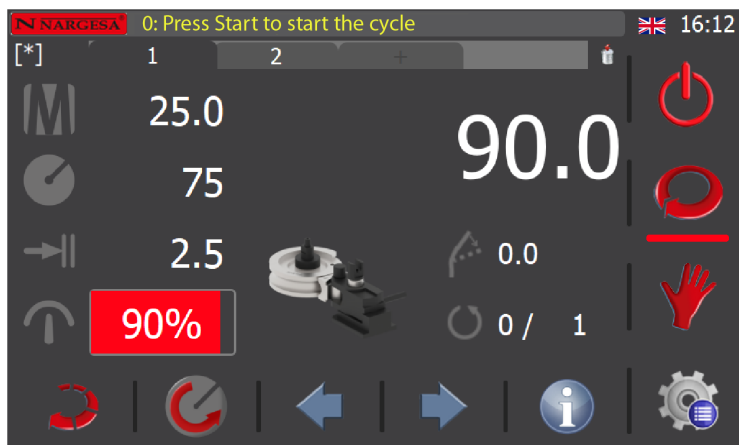 N NARGESA® 0: Press Start to start the cycle 16:12
[*] 1 2 +
M 25.0 90.0
75
2.5 0.0
90% 0 / 1
i